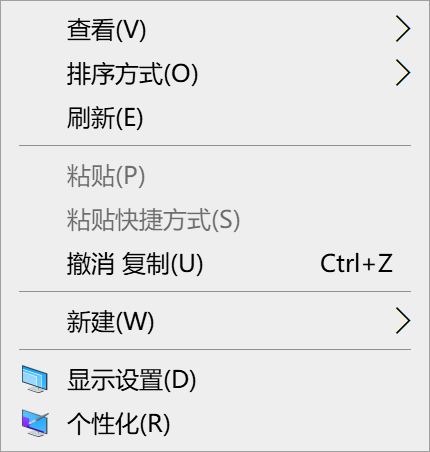 查看(V)
排序方式(O)
刷新(E)
粘贴(P)
粘贴快捷方式(S)
撤消 复制(U) Ctrl+Z
新建(W)
显示设置(D)
个性化(R)